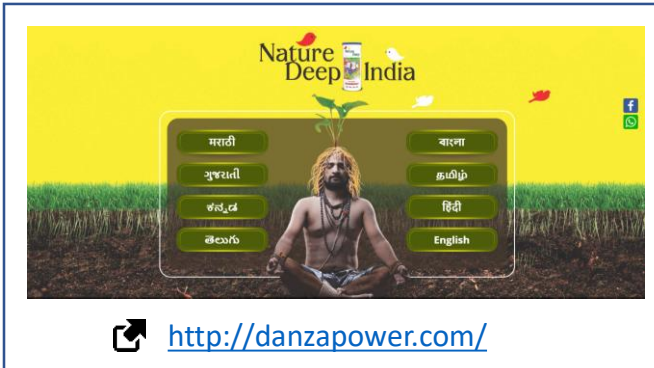 Nature
Deep India
मराठी
ગુજરાતી
ಕನ್ನಡ
తెలుగు
বাংলা
தமிழ்
हिंदी
English
http://danzapower.com/